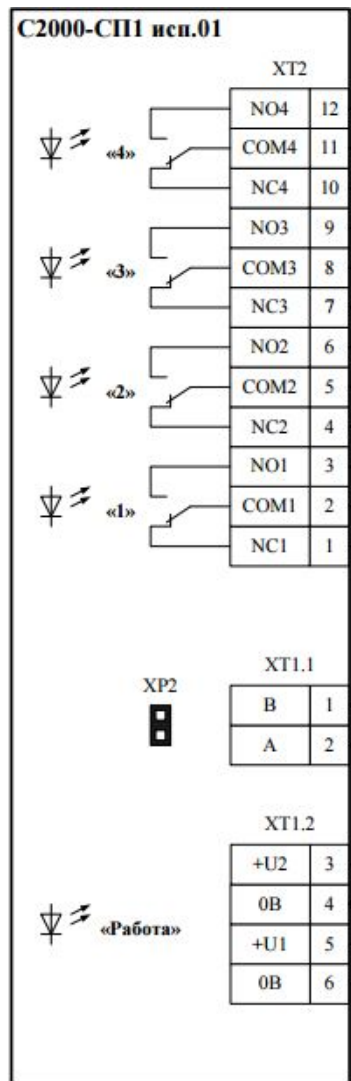 С2000-СП1 исп.01
XT2
NO4 12
«4» COM4 11
NC4 10
NO3 9
«3» COM3 8
NC3 7
NO2 6
«2» COM2 5
NC2 4
NO1 3
«1» COM1 2
NC1 1
XT1.1
XP2
B 1
A 2
XT1.2
+U2 3
0В 4
«Работа»
+U1 5
0В 6